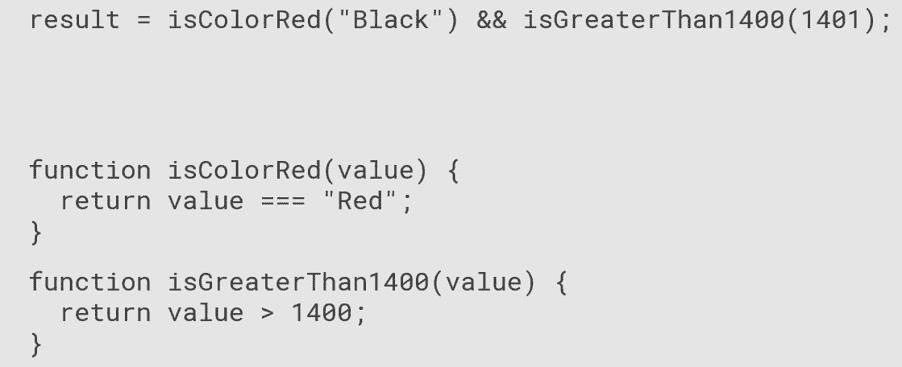 result = isColorRed("Black") && isGreaterThan1400(1401);
function isColorRed(value) {
  return value === "Red";
}
function isGreaterThan1400(value) {
  return value > 1400;
}